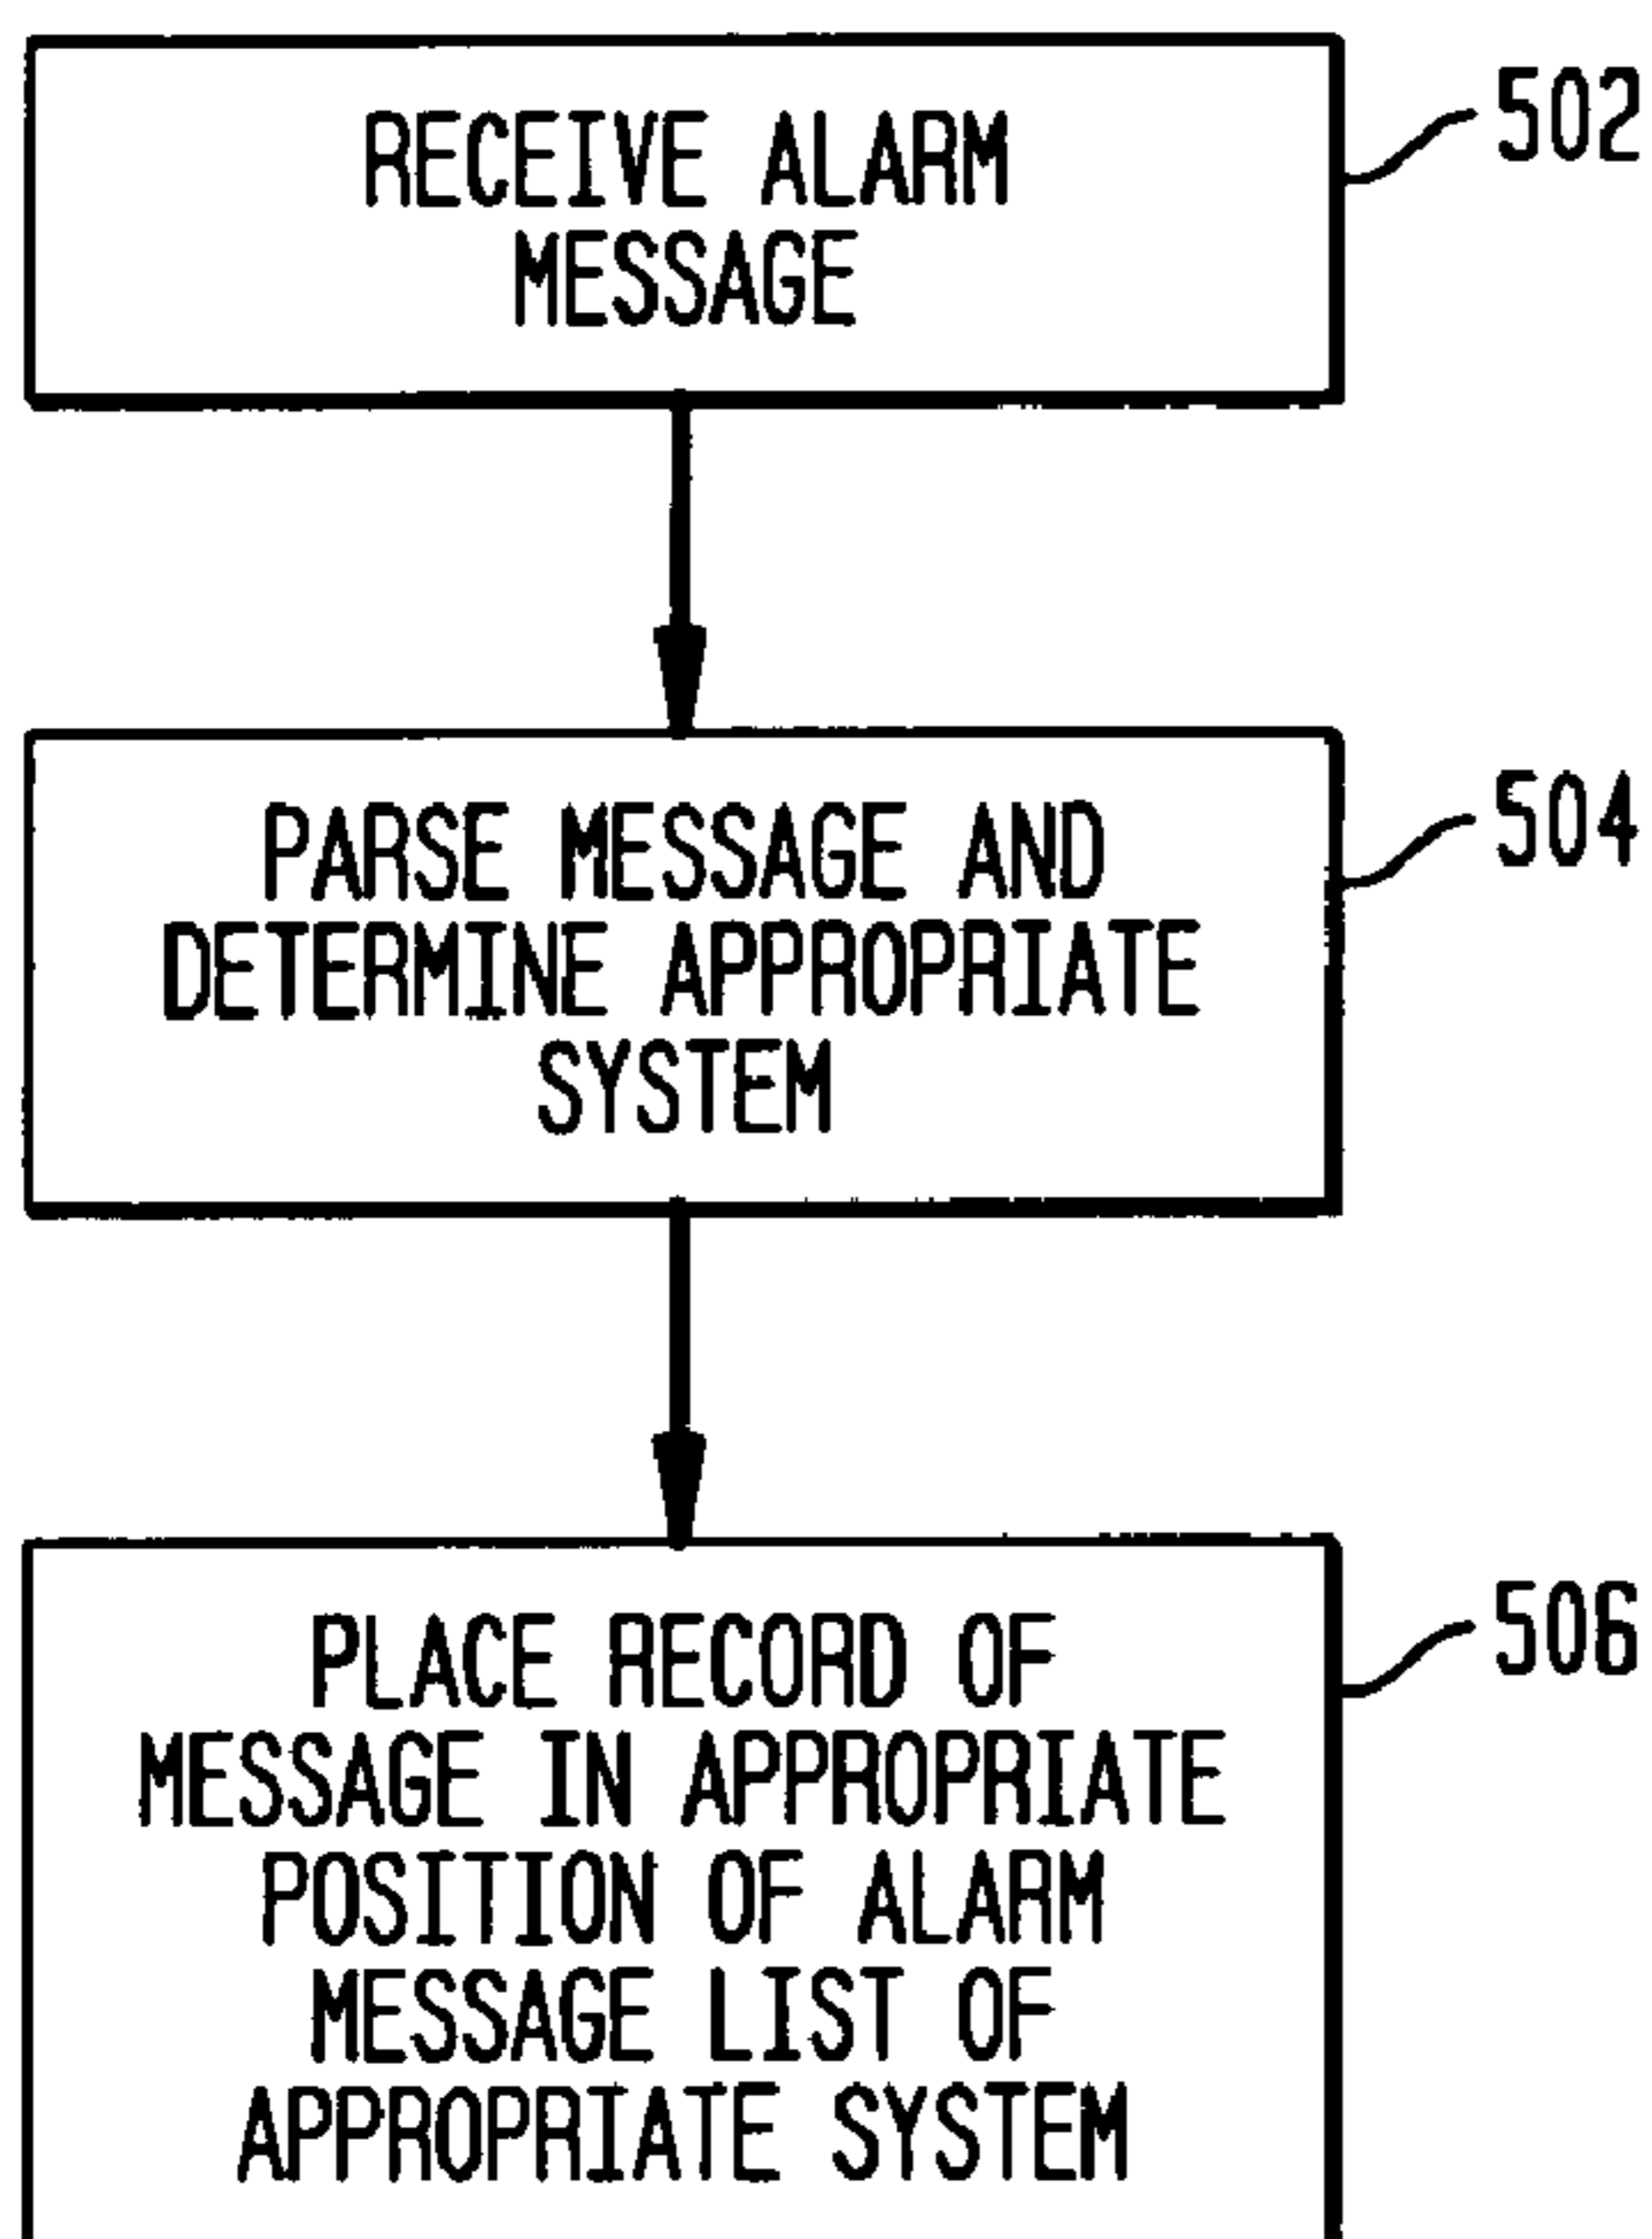 RECEIVE ALARM
MESSAGE
502
PARSE MESSAGE AND
DETERMINE APPROPRIATE
SYSTEM
504
PLACE RECORD OF
MESSAGE IN APPROPRIATE
POSITION OF ALARM
MESSAGE LIST OF
APPROPRIATE SYSTEM
506